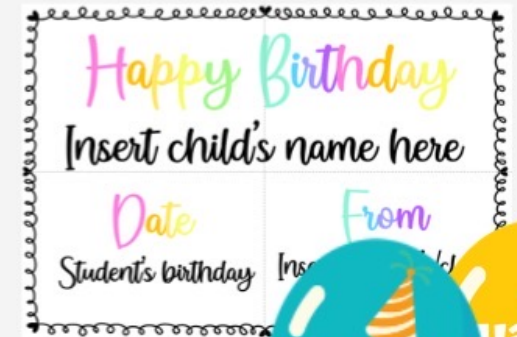 Happy Birthday
Insert child's name here
Date
From
Student's birthday